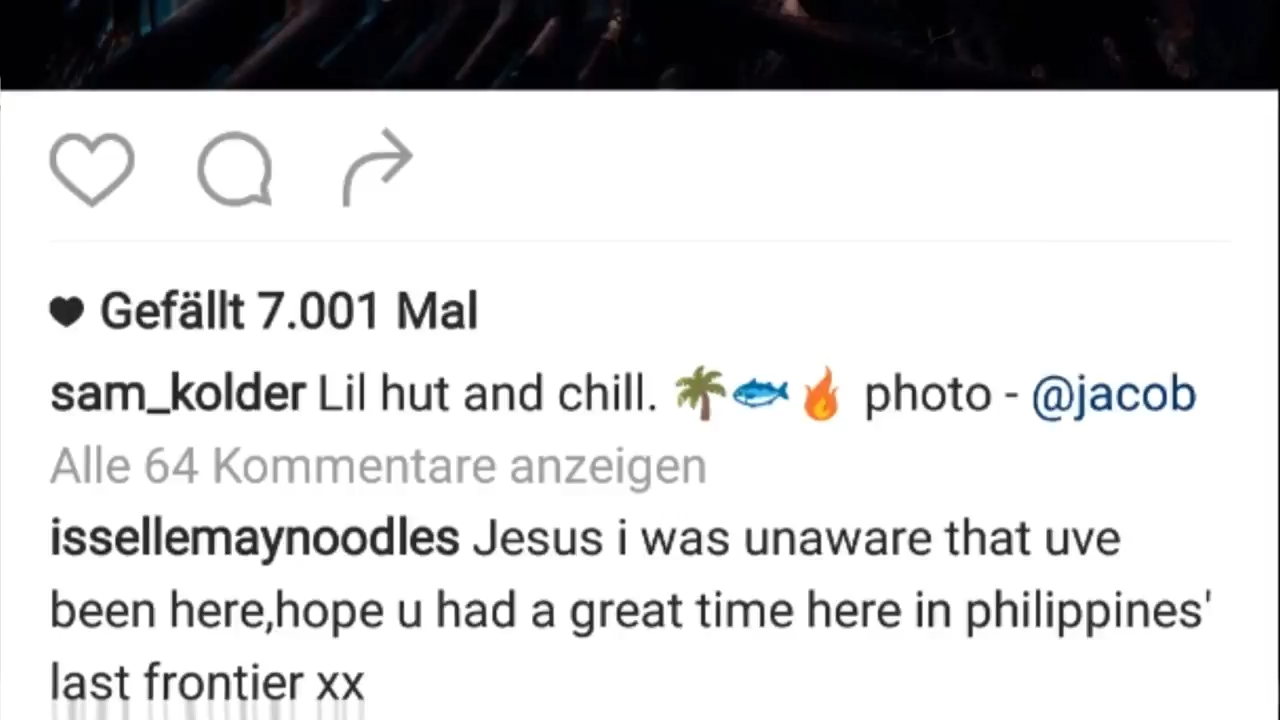 Gefällt 7.001 Mal
sam_kolder Lil hut and chill. 🌴🐟🔥 photo - @jacob
Alle 64 Kommentare anzeigen
issellemaynoodles Jesus i was unaware that uve
been here,hope u had a great time here in philippines'
last frontier xx